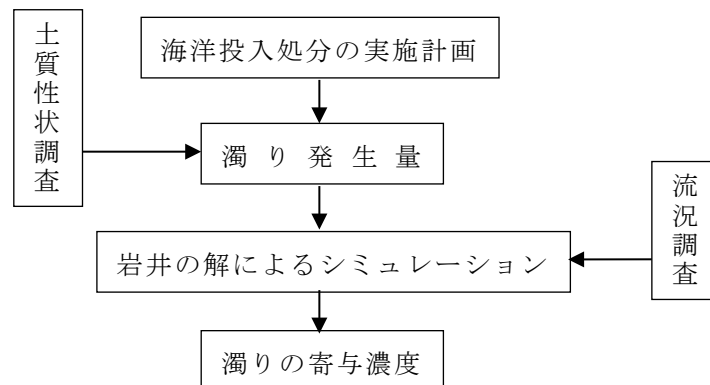 海洋投入処分の実施計画
土質性状調査
濁り発生量
流況調査
岩井の解によるシミュレーション
濁りの寄与濃度